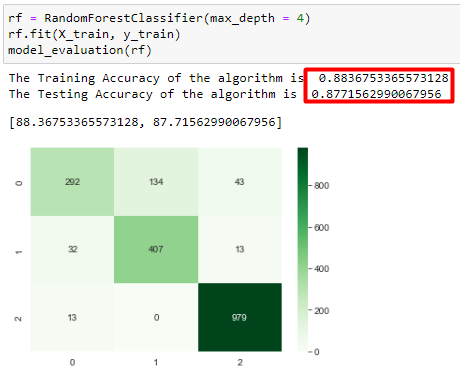 rf = RandomForestClassifier(max_depth = 4)
rf.fit(X_train, y_train)
model_evaluation(rf)
The Training Accuracy of the algorithm is 0.8836753365573128
The Testing Accuracy of the algorithm is 0.8771562990067956
[88.36753365573128, 87.71562990067956]
0 292 134 43
1 32 407 13
2 13 0 979
0 1 2
800
600
400
200
0